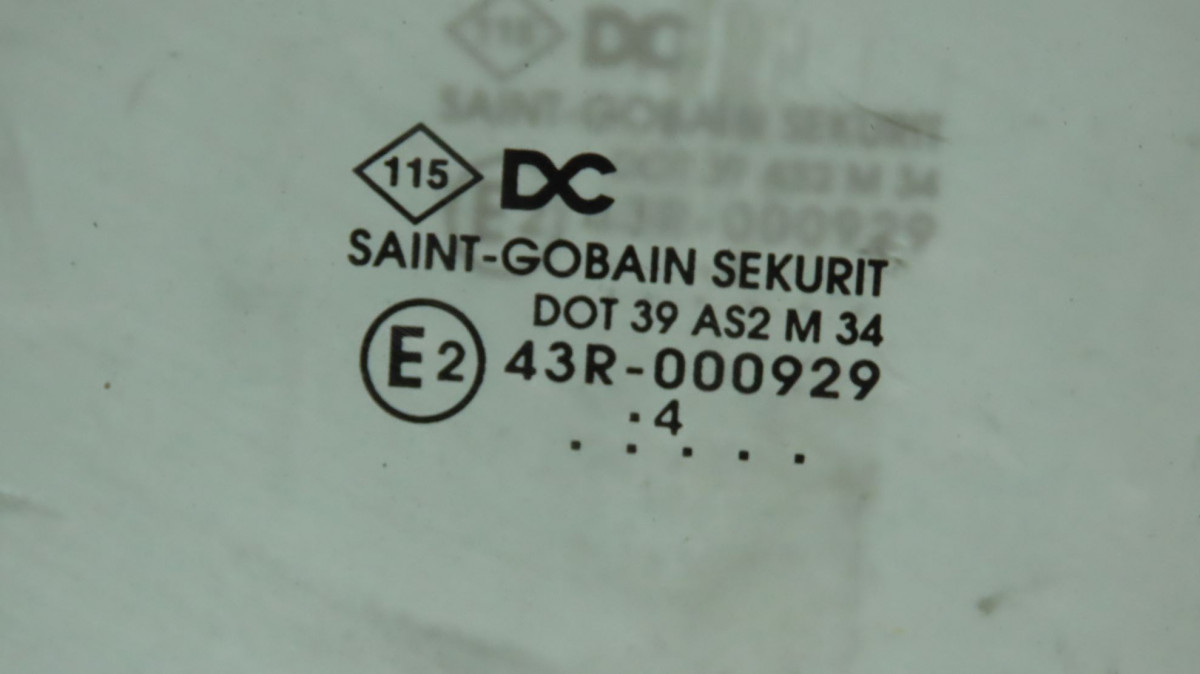 115 DC
SAINT-GOBAIN SEKURIT
DOT 39 AS2 M 34
E2 43R-000929
.4
. . . . .